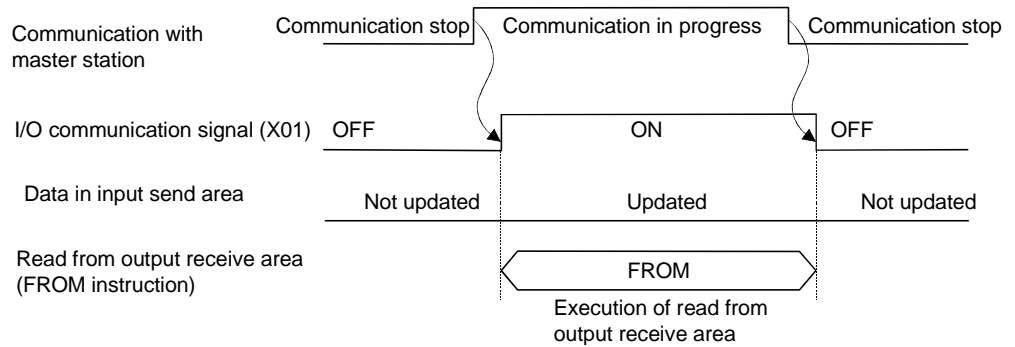 Communication with
master station
Communication stop
Communication in progress
Communication stop
I/O communication signal (X01)
OFF
ON
OFF
Data in input send area
Not updated
Updated
Not updated
Read from output receive area
(FROM instruction)
FROM
Execution of read from
output receive area